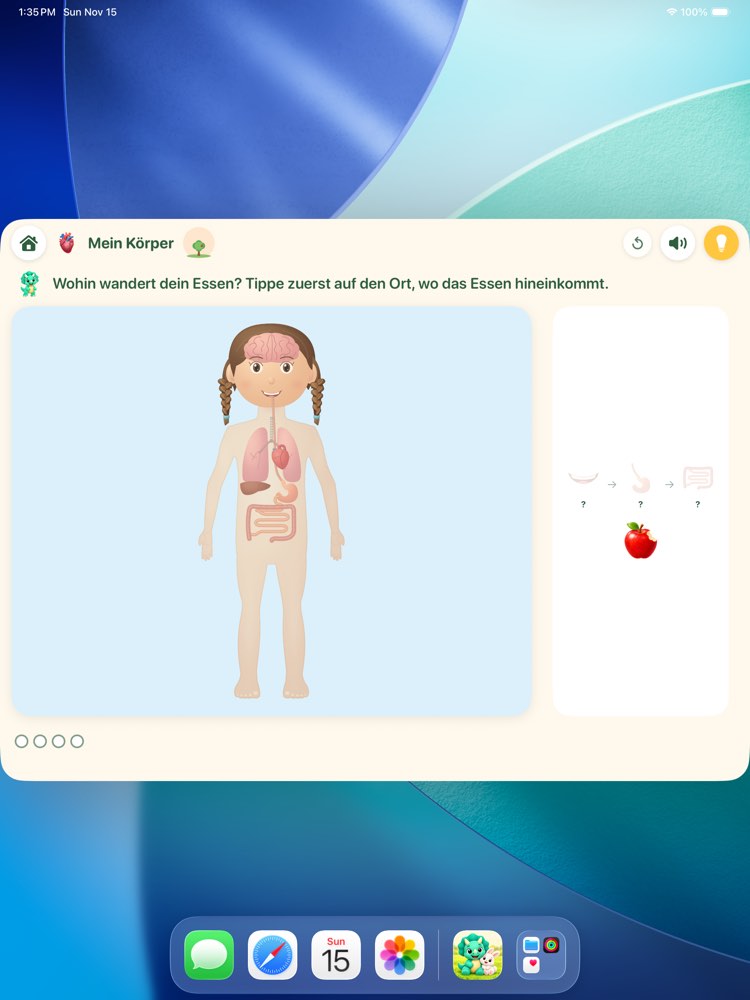 1:35 PM Sun Nov 15
100%
Mein Körper
Wohin wandert dein Essen? Tippe zuerst auf den Ort, wo das Essen hineinkommt.
→ →
? ? ?
Sun
15